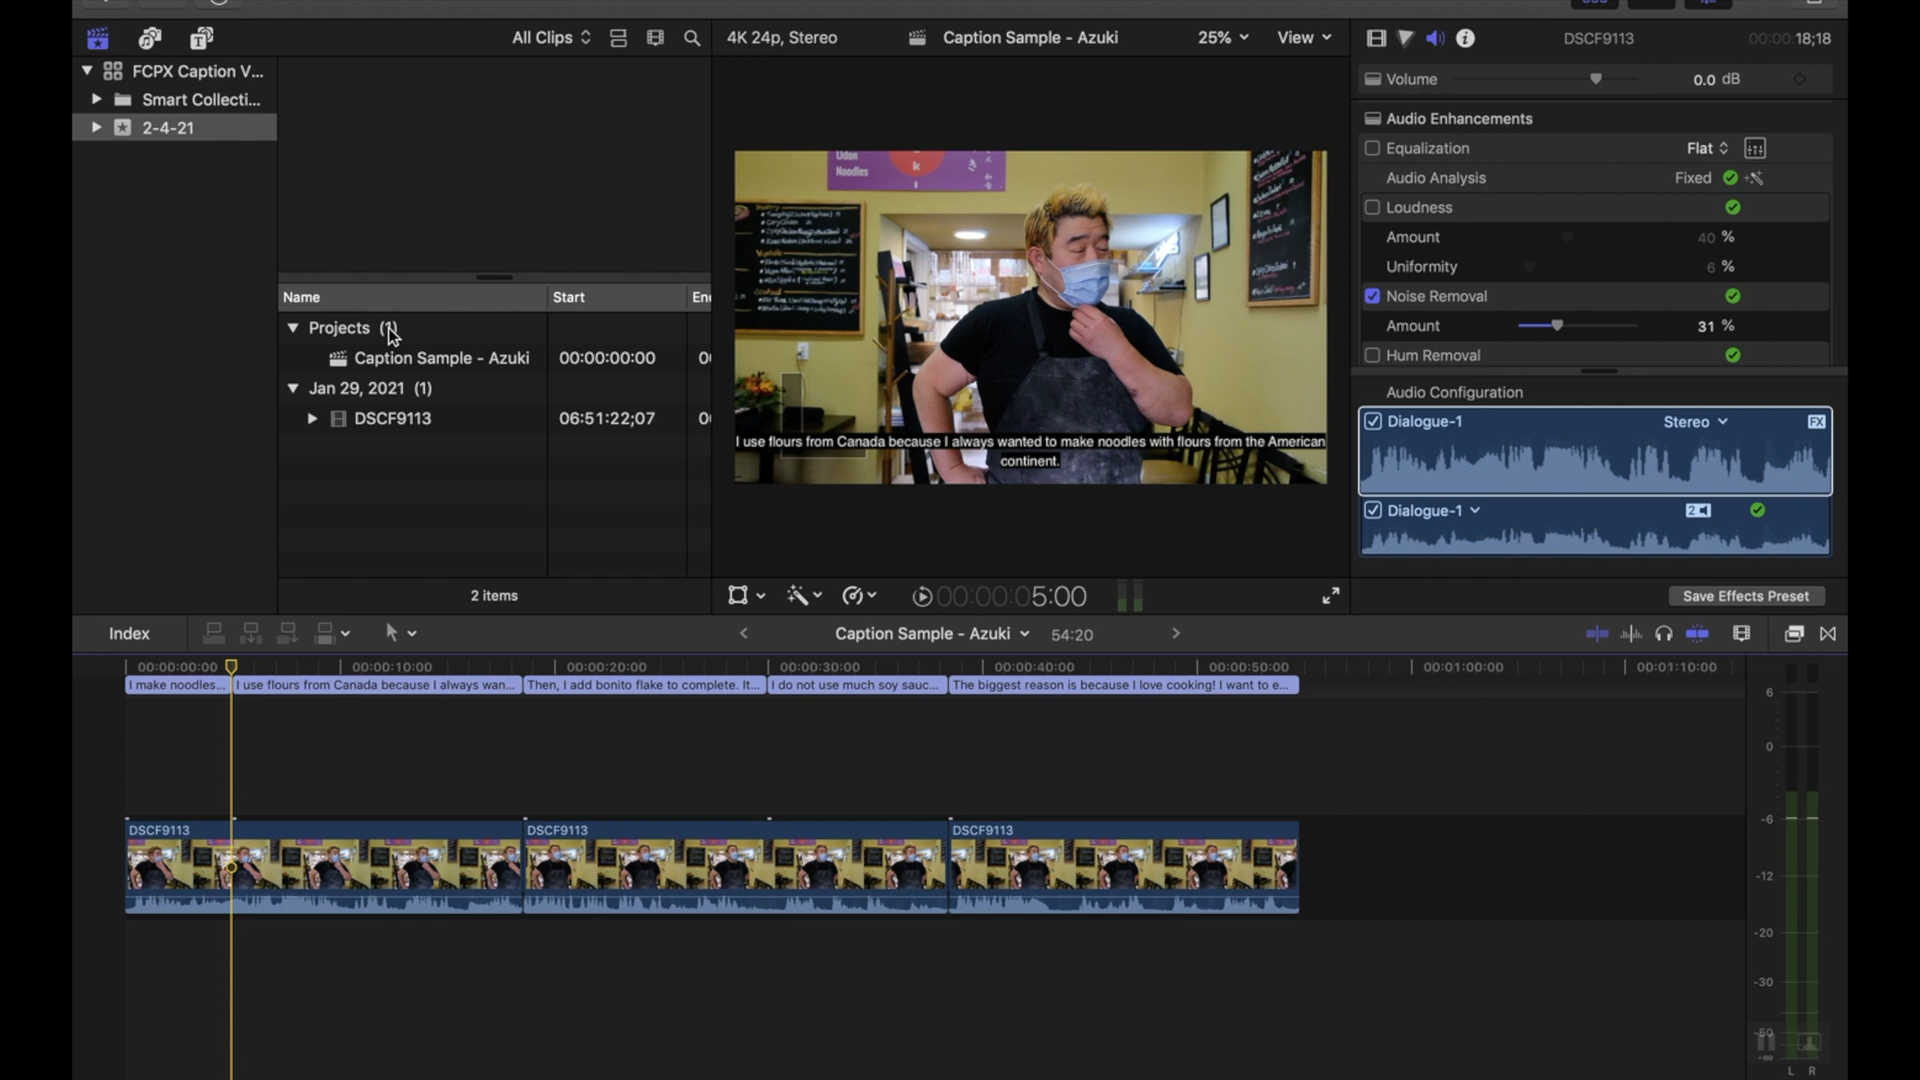 All Clips
4K 24p, Stereo
Caption Sample - Azuki
25%
View
DSCF9113
00:00:00:18;18
FCPX Caption V...
Smart Collecti...
2-4-21
Volume
0.0 dB
Audio Enhancements
Equalization
Flat
Audio Analysis
Fixed
Loudness
Amount
40 %
Uniformity
6 %
Noise Removal
Amount
31 %
Hum Removal
Name
Start
En
Projects (1)
Caption Sample - Azuki
00:00:00:00
Jan 29, 2021 (1)
DSCF9113
06:51:22;07
2 items
Udon
Noodles
k
i
き
I use flours from Canada because I always wanted to make noodles with flours from the American
continent.
Audio Configuration
Dialogue-1
Stereo
FX
Dialogue-1
2
00:00:05:00
Save Effects Preset
Index
Caption Sample - Azuki
54:20
00:00:00:00
00:00:10:00
00:00:20:00
00:00:30:00
00:00:40:00
00:00:50:00
00:01:00:00
00:01:10:00
I make noodles...
I use flours from Canada because I always wan...
Then, I add bonito flake to complete. It...
I do not use much soy sauc...
The biggest reason is because I love cooking! I want to e...
DSCF9113
DSCF9113
DSCF9113
6
0
-6
-12
-20
-30
-50
-∞
L R